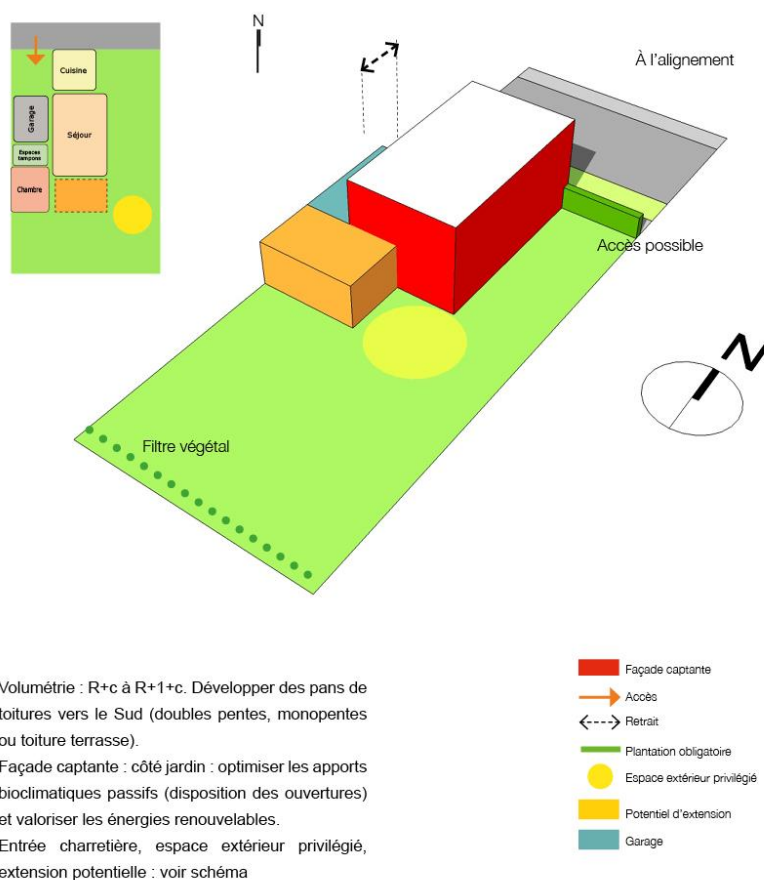 N
À l'alignement
Cuisine
Garage
Séjour
Espaces
tampons
Chambre
Accès possible
N
Filtre végétal
Volumétrie : R+c à R+1+c. Développer des pans de
toitures vers le Sud (doubles pentes, monopentes
ou toiture terrasse).
Façade captante : côté jardin : optimiser les apports
bioclimatiques passifs (disposition des ouvertures)
et valoriser les énergies renouvelables.
Entrée charretière, espace extérieur privilégié,
extension potentielle : voir schéma
Façade captante
Accès
Retrait
Plantation obligatoire
Espace extérieur privilégié
Potentiel d'extension
Garage